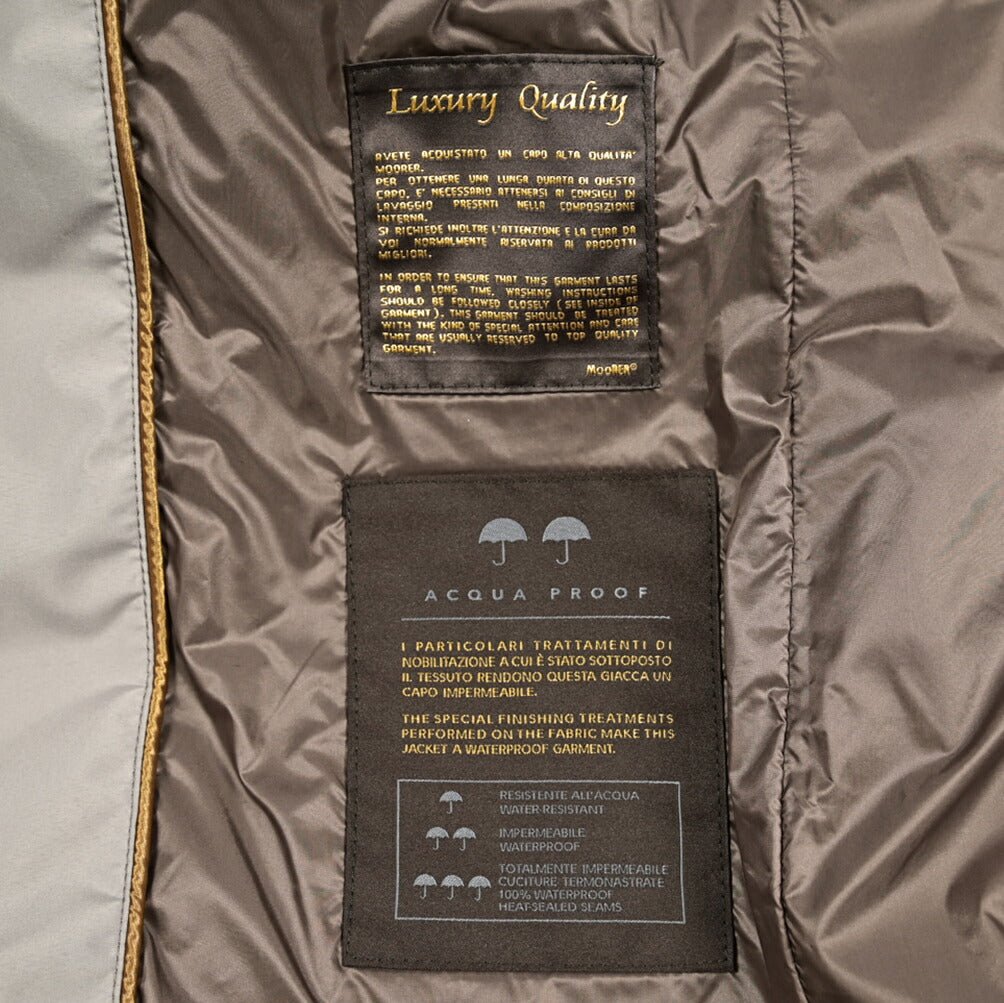 Luxury Quality
AVETE ACQUISTATO UN CAPO ALTA QUALITA'
MOORER.
PER OTTENERE UNA LUNGA DURATA DI QUESTO
CAPO, E' NECESSARIO ATTENERSI AI CONSIGLI DI
LAVAGGIO PRESENTI NELLA COMPOSIZIONE
INTERNA.
SI RICHIEDE INOLTRE L'ATTENZIONE E LA CURA DA
VOI NORMALMENTE RISERVATA AI PRODOTTI
MIGLIORI.
IN ORDER TO ENSURE THAT THIS GARMENT LASTS
FOR A LONG TIME, WASHING INSTRUCTIONS
SHOULD BE FOLLOWED CLOSELY (SEE INSIDE OF
GARMENT). THIS GARMENT SHOULD BE TREATED
WITH THE KIND OF SPECIAL ATTENTION AND CARE
THAT ARE USUALLY RESERVED TO TOP QUALITY
GARMENT.
MOORER®
ACQUA PROOF
I PARTICOLARI TRATTAMENTI DI
NOBILITAZIONE A CUI È STATO SOTTOPOSTO
IL TESSUTO RENDONO QUESTA GIACCA UN
CAPO IMPERMEABILE.
THE SPECIAL FINISHING TREATMENTS
PERFORMED ON THE FABRIC MAKE THIS
JACKET A WATERPROOF GARMENT.
RESISTENTE ALL'ACQUA
WATER-RESISTANT
IMPERMEABILE
WATERPROOF
TOTALMENTE IMPERMEABILE
CUCITURE TERMONASTRATE
100% WATERPROOF
HEAT-SEALED SEAMS